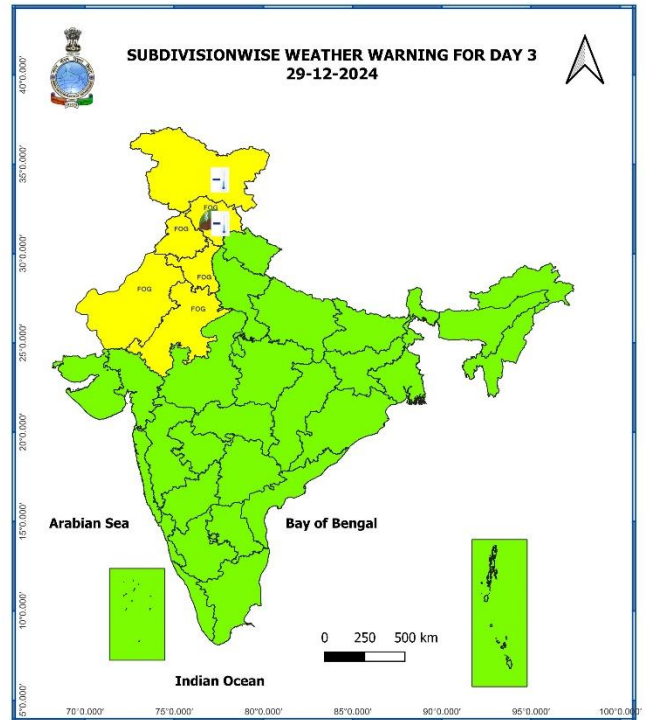 SUBDIVISIONWISE WEATHER WARNING FOR DAY 3
29-12-2024
40°0.000'
35°0.000'
30°0.000'
25°0.000'
20°0.000'
15°0.000'
10°0.000'
5°0.000'
FOG
FOG
FOG
FOG
FOG
Arabian Sea
Bay of Bengal
0 250 500 km
Indian Ocean
70°0.000' 75°0.000' 80°0.000' 85°0.000' 90°0.000' 95°0.000' 100°0.000'